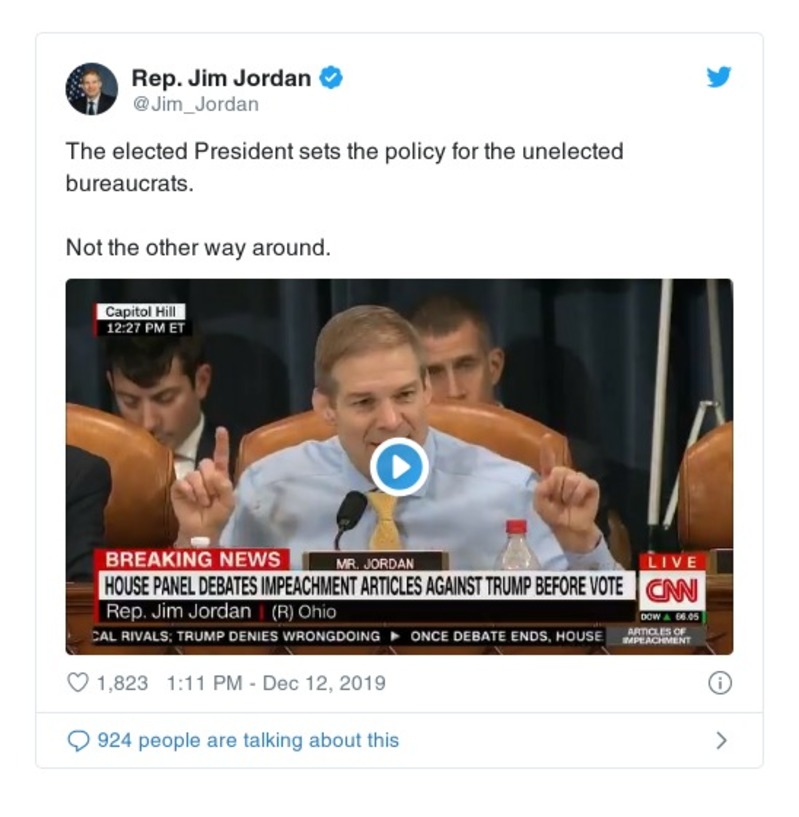 Rep. Jim Jordan
@Jim_Jordan
The elected President sets the policy for the unelected
bureaucrats.
Not the other way around.
Capitol Hill
12:27 PM ET
BREAKING NEWS
MR. JORDAN
LIVE
HOUSE PANEL DEBATES IMPEACHMENT ARTICLES AGAINST TRUMP BEFORE VOTE
CNN
Rep. Jim Jordan | (R) Ohio
DOW ▲ 66.05
CAL RIVALS; TRUMP DENIES WRONGDOING ▶ ONCE DEBATE ENDS, HOUSE
ARTICLES OF
IMPEACHMENT
1,823 1:11 PM - Dec 12, 2019
924 people are talking about this